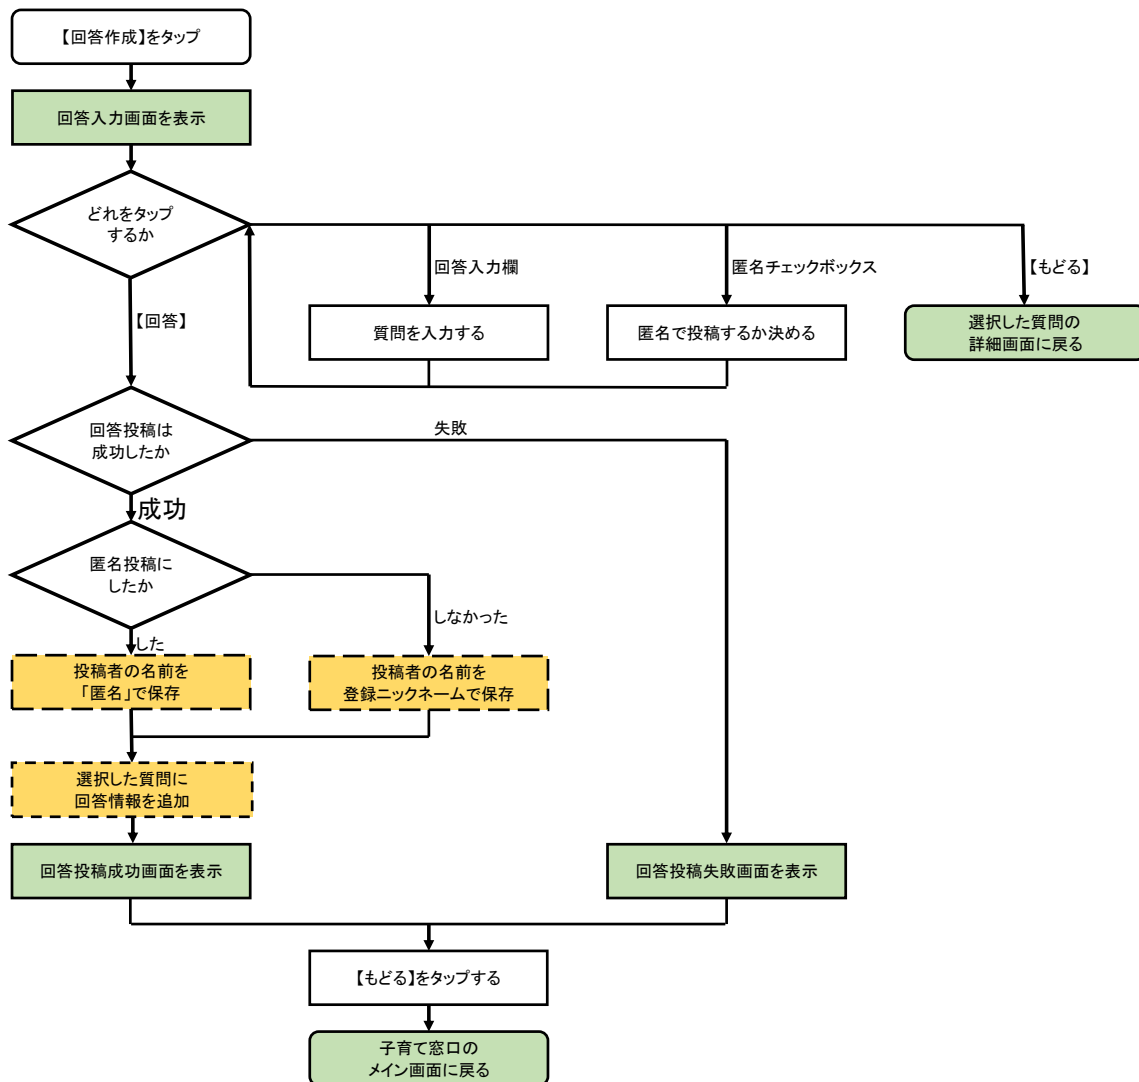 【回答作成】をタップ
回答入力画面を表示
どれをタップ
するか
回答入力欄
匿名チェックボックス
【もどる】
【回答】
質問を入力する
匿名で投稿するか決める
選択した質問の
詳細画面に戻る
回答投稿は
成功したか
失敗
成功
匿名投稿に
したか
しなかった
した
投稿者の名前を
「匿名」で保存
投稿者の名前を
登録ニックネームで保存
選択した質問に
回答情報を追加
回答投稿成功画面を表示
回答投稿失敗画面を表示
【もどる】をタップする
子育て窓口の
メイン画面に戻る